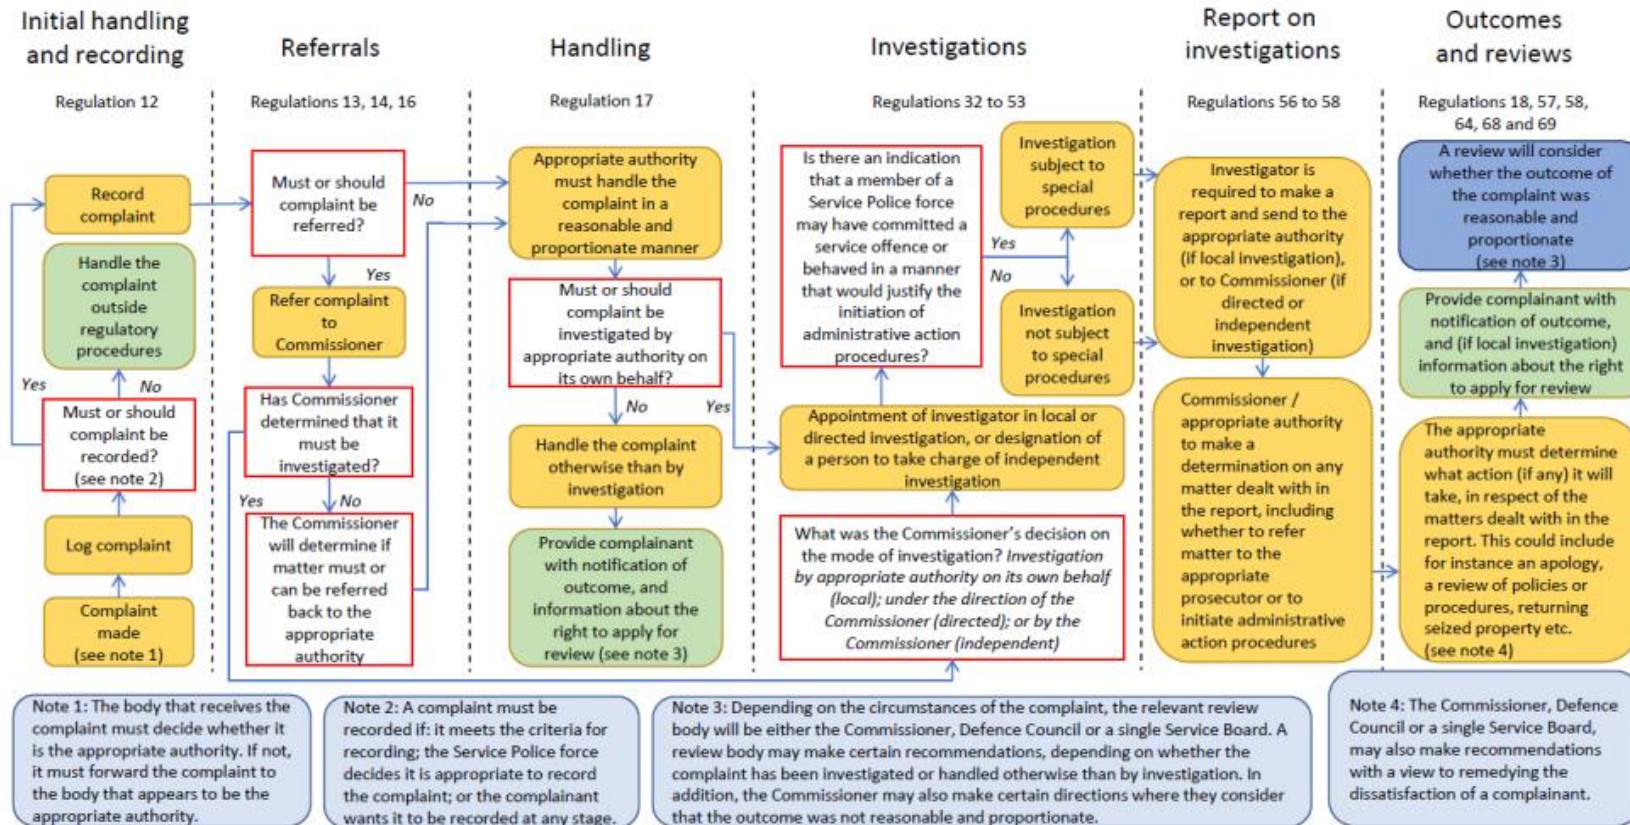 Initial handling
and recording
Regulation 12
Record
complaint
Handle the
complaint
outside
regulatory
procedures
Yes
No
Must or should
complaint be
recorded?
(see note 2)
Log complaint
Complaint
made
(see note 1)
Referrals
Regulations 13, 14, 16
Must or should
complaint be
referred?
No
Yes
Refer complaint
to
Commissioner
Has Commissioner
determined that it
must be
investigated?
Yes
No
The Commissioner
will determine if
matter must or
can be referred
back to the
appropriate
authority
Handling
Regulation 17
Appropriate authority
must handle the
complaint in a
reasonable and
proportionate manner
Must or should
complaint be
investigated by
appropriate authority on
its own behalf?
No
Yes
Handle the complaint
otherwise than by
investigation
Provide complainant
with notification of
outcome, and
information about the
right to apply for
review (see note 3)
Investigations
Regulations 32 to 53
Is there an indication
that a member of a
Service Police force
may have committed a
service offence or
behaved in a manner
that would justify the
initiation of
administrative action
procedures?
Yes
No
Investigation
subject to
special
procedures
Investigation
not subject
to special
procedures
Appointment of investigator in local or
directed investigation, or designation of
a person to take charge of independent
investigation
What was the Commissioner's decision on
the mode of investigation? Investigation
by appropriate authority on its own behalf
(local); under the direction of the
Commissioner (directed); or by the
Commissioner (independent)
Report on
investigations
Regulations 56 to 58
Investigator is
required to make a
report and send to the
appropriate authority
(if local investigation),
or to Commissioner (if
directed or
independent
investigation)
Commissioner /
appropriate authority
to make a
determination on any
matter dealt with in
the report, including
whether to refer
matter to the
appropriate
prosecutor or to
initiate administrative
action procedures
Outcomes
and reviews
Regulations 18, 57, 58,
64, 68 and 69
A review will consider
whether the outcome of
the complaint was
reasonable and
proportionate
(see note 3)
Provide complainant with
notification of outcome,
and (if local investigation)
information about the right
to apply for review
The appropriate
authority must determine
what action (if any) it will
take, in respect of the
matters dealt with in the
report. This could include
for instance an apology,
a review of policies or
procedures, returning
seized property etc.
(see note 4)
Note 1: The body that receives the
complaint must decide whether it
is the appropriate authority. If not,
it must forward the complaint to
the body that appears to be the
appropriate authority.
Note 2: A complaint must be
recorded if: it meets the criteria for
recording; the Service Police force
decides it is appropriate to record
the complaint; or the complainant
wants it to be recorded at any stage.
Note 3: Depending on the circumstances of the complaint, the relevant review
body will be either the Commissioner, Defence Council or a single Service Board. A
review body may make certain recommendations, depending on whether the
complaint has been investigated or handled otherwise than by investigation. In
addition, the Commissioner may also make certain directions where they consider
that the outcome was not reasonable and proportionate.
Note 4: The Commissioner, Defence
Council or a single Service Board,
may also make recommendations
with a view to remedying the
dissatisfaction of a complainant.